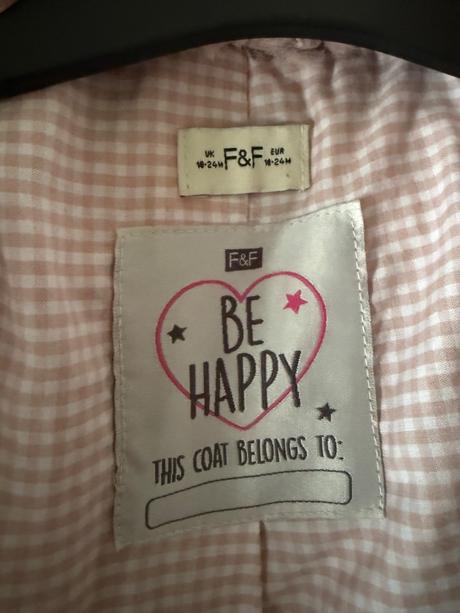 UK F&F EUR
18-24M 18-24M
F&F
BE
HAPPY
THIS COAT BELONGS TO: